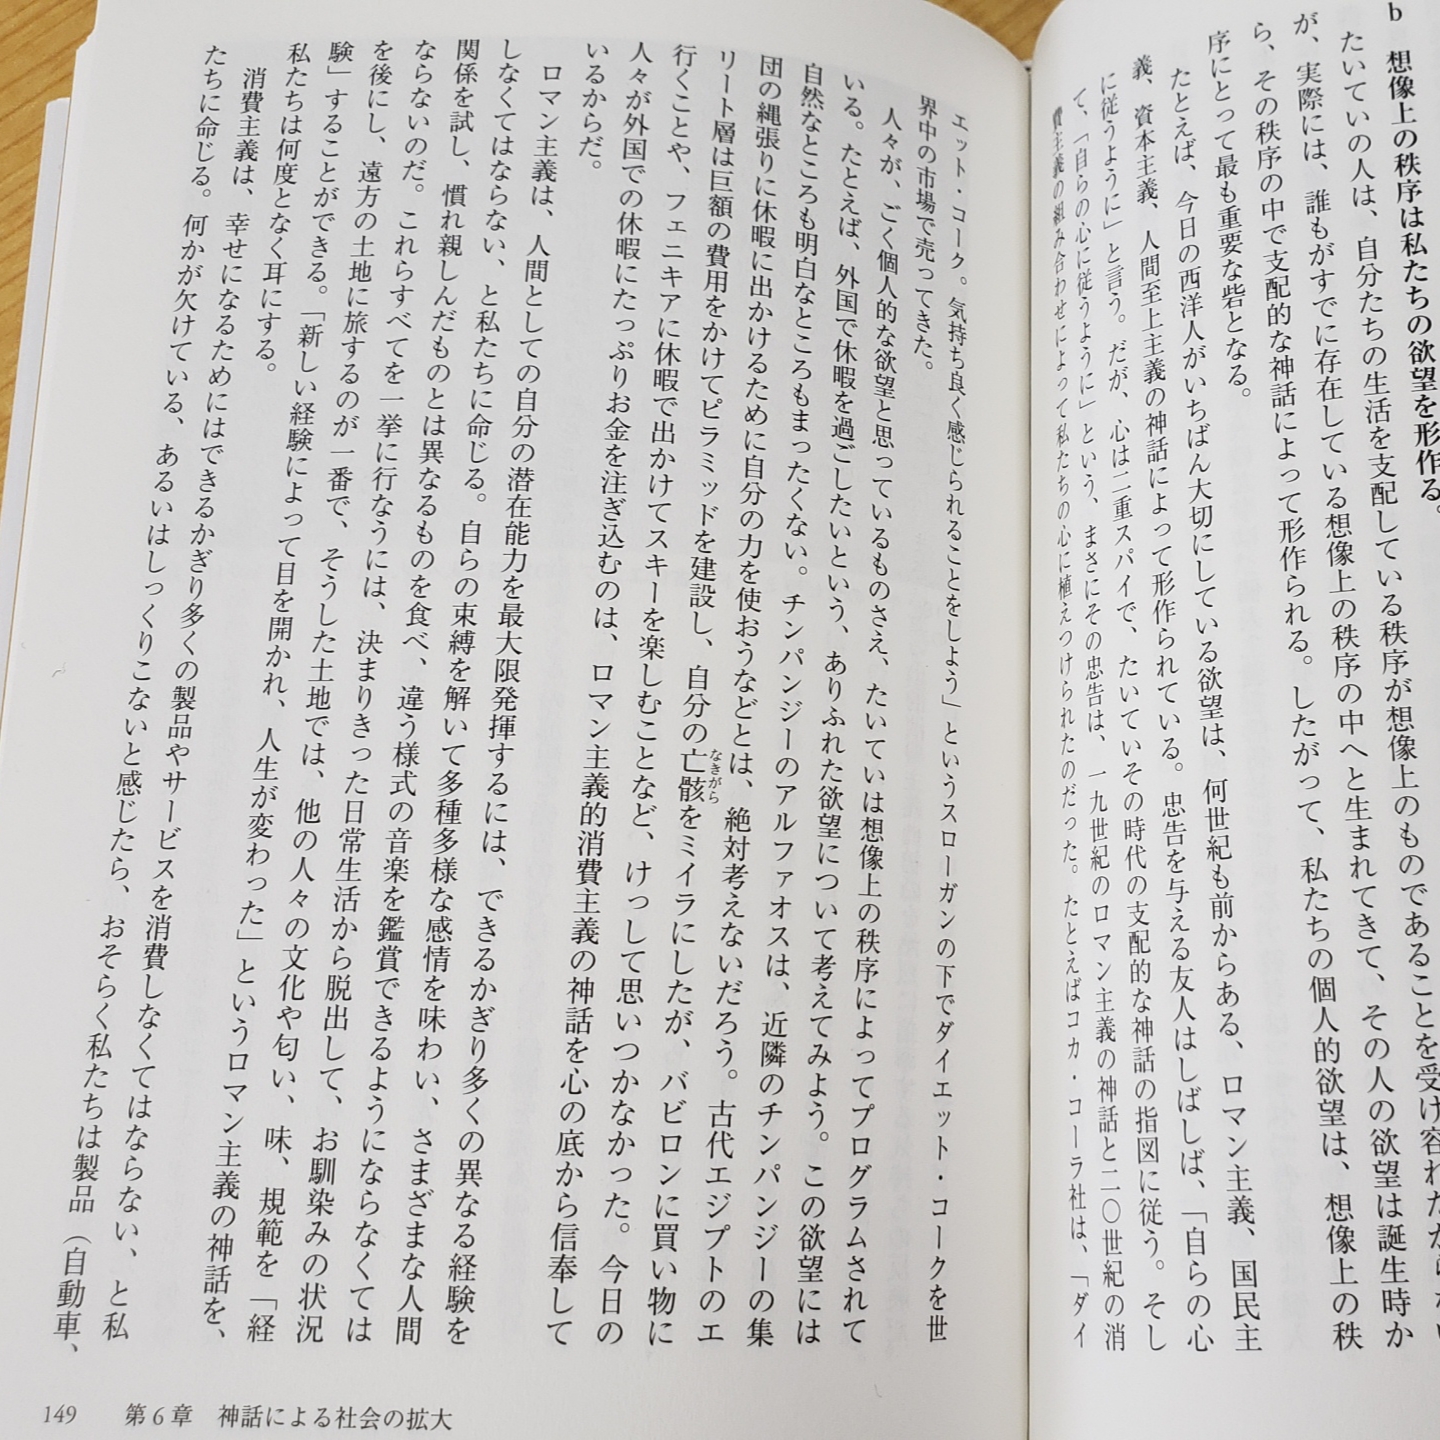 b　想像上の秩序は私たちの欲望を形作る。
たいていの人は、自分たちの生活を支配している秩序が想像上のものであることを受け容れ
が、実際には、誰もがすでに存在している想像上の秩序の中へと生まれてきて、その人の欲望は誕生時か
ら、その秩序の中で支配的な神話によって形作られる。したがって、私たちの個人的欲望は、想像上の秩
序にとって最も重要な砦となる。
たとえば、今日の西洋人がいちばん大切にしている欲望は、何世紀も前からある、ロマン主義、国民主
義、資本主義、人間至上主義の神話によって形作られている。忠告を与える友人はしばしば、「自らの心
に従うように」と言う。だが、心は二重スパイで、たいていその時代の支配的な神話の指図に従う。そし
て、「自らの心に従うように」という、まさにその忠告は、一九世紀のロマン主義の神話と二〇世紀の消
費主義の組み合わせによって私たちの心に植えつけられたのだった。たとえばコカ・コーラ社は、「ダイ
エット・コーク。気持ち良く感じられることをしよう」というスローガンの下でダイエット・コークを世
界中の市場で売ってきた。
人々が、ごく個人的な欲望と思っているものさえ、たいていは想像上の秩序によってプログラムされて
いる。たとえば、外国で休暇を過ごしたいという、ありふれた欲望について考えてみよう。この欲望には
自然なところも明白なところもまったくない。チンパンジーのアルファオスは、近隣のチンパンジーの集
団の縄張りに休暇に出かけるために自分の力を使おうなどとは、絶対考えないだろう。古代エジプトのエ
リート層は巨額の費用をかけてピラミッドを建設し、自分の亡骸をミイラにしたが、バビロンに買い物に
なきがら
行くことや、フェニキアに休暇で出かけてスキーを楽しむことなど、けっして思いつかなかった。今日の
人々が外国での休暇にたっぷりお金を注ぎ込むのは、ロマン主義的消費主義の神話を心の底から信奉して
いるからだ。
ロマン主義は、人間としての自分の潜在能力を最大限発揮するには、できるかぎり多くの異なる経験を
しなくてはならない、と私たちに命じる。自らの束縛を解いて多種多様な感情を味わい、さまざまな人間
関係を試し、慣れ親しんだものとは異なるものを食べ、違う様式の音楽を鑑賞できるようにならなくては
ならないのだ。これらすべてを一挙に行なうには、決まりきった日常生活から脱出して、お馴染みの状況
を後にし、遠方の土地に旅するのが一番で、そうした土地では、他の人々の文化や匂い、味、規範を「経
験」することができる。「新しい経験によって目を開かれ、人生が変わった」というロマン主義の神話を、
私たちは何度となく耳にする。
消費主義は、幸せになるためにはできるかぎり多くの製品やサービスを消費しなくてはならない、と私
たちに命じる。何かが欠けている、あるいはしっくりこないと感じたら、おそらく私たちは製品（自動車、
149　第6章　神話による社会の拡大